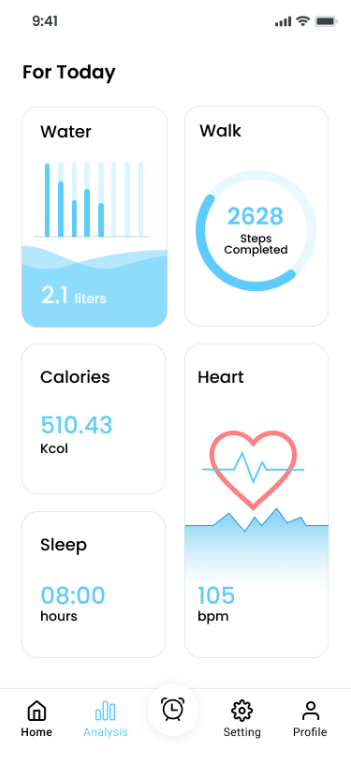 9:41
For Today
Water
2.1 liters
Walk
2628
Steps
Completed
Calories
510.43
Kcol
Heart
105
bpm
Sleep
08:00
hours
Home
Analysis
Setting
Profile